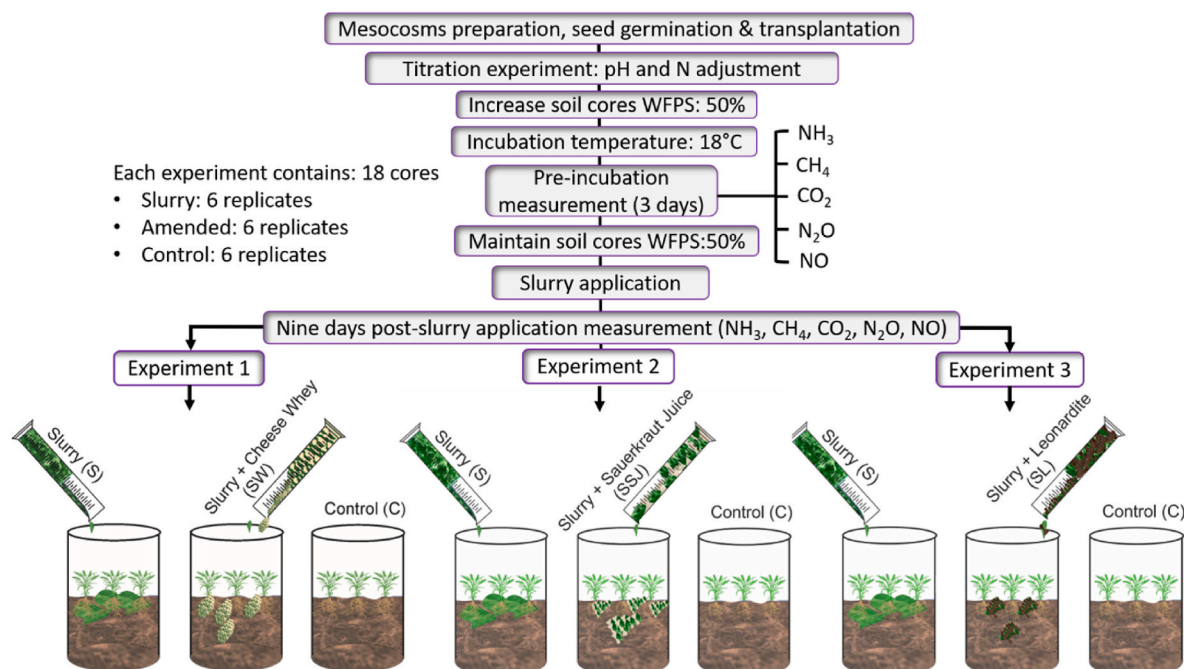 Mesocosms preparation, seed germination & transplantation
Titration experiment: pH and N adjustment
Increase soil cores WFPS: 50%
Incubation temperature: 18°C
Pre-incubation
measurement (3 days)
NH₃
CH₄
CO₂
N₂O
NO
Each experiment contains: 18 cores
• Slurry: 6 replicates
• Amended: 6 replicates
• Control: 6 replicates
Maintain soil cores WFPS:50%
Slurry application
Nine days post-slurry application measurement (NH₃, CH₄, CO₂, N₂O, NO)
Experiment 1
Slurry (S)
Slurry + Cheese Whey
(SW)
Control (C)
Experiment 2
Slurry (S)
Slurry + Sauerkraut Juice
(SSJ)
Control (C)
Experiment 3
Slurry (S)
Slurry + Leonardite
(SL)
Control (C)